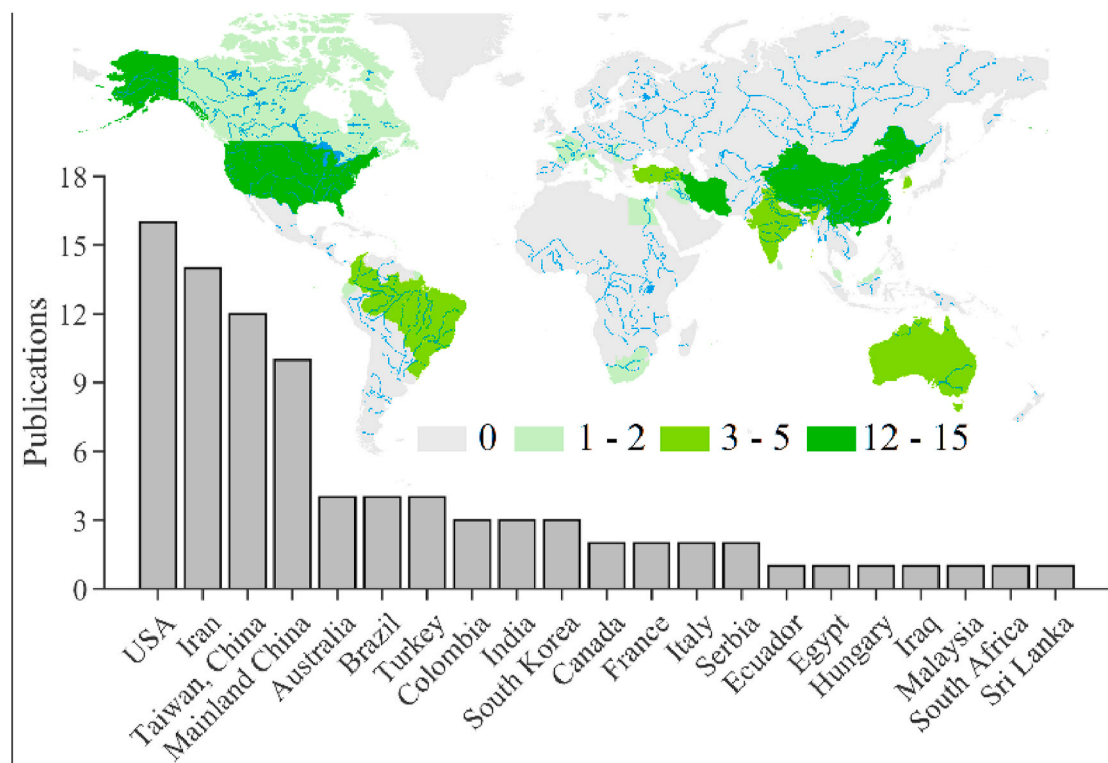 18
15
12
9
6
3
0
Publications
0 1 - 2 3 - 5 12 - 15
USA
Iran
Taiwan, China
Mainland China
Australia
Brazil
Turkey
Colombia
India
South Korea
Canada
France
Italy
Serbia
Ecuador
Egypt
Hungary
Iraq
Malaysia
South Africa
Sri Lanka